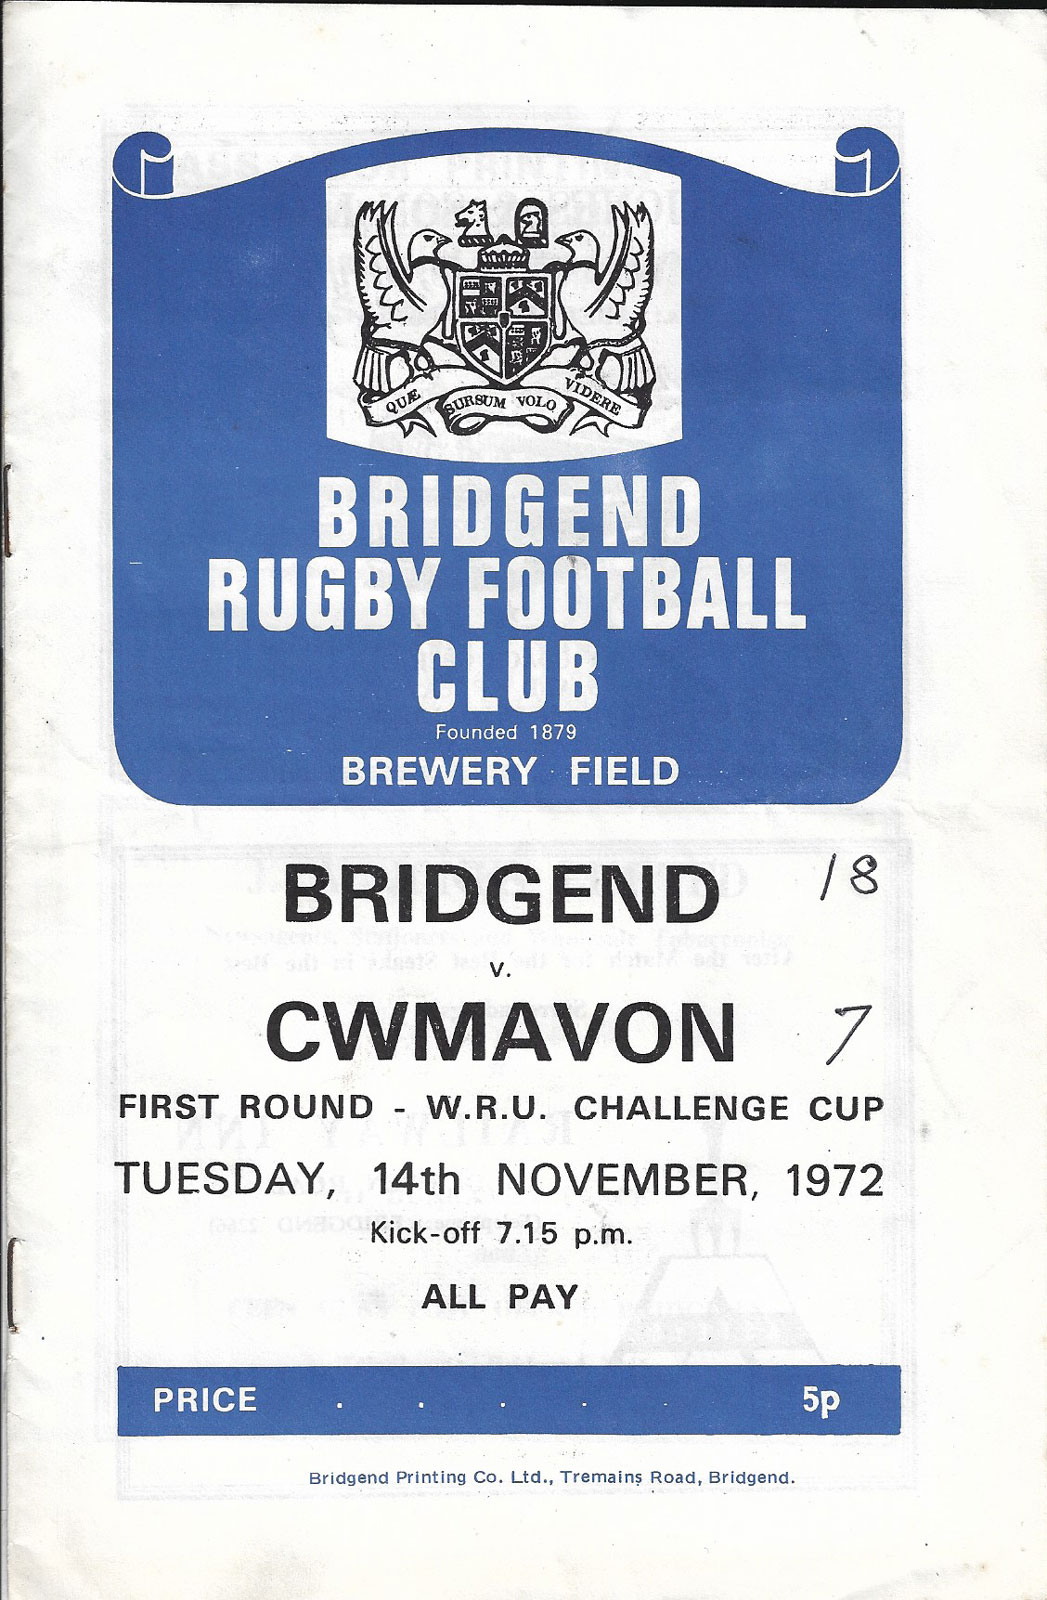 QUÆ SURSUM VOLO VIDERE
BRIDGEND
RUGBY FOOTBALL
CLUB
Founded 1879
BREWERY FIELD
BRIDGEND 18
v.
CWMAVON 7
FIRST ROUND - W.R.U. CHALLENGE CUP
TUESDAY, 14th NOVEMBER, 1972
Kick-off 7.15 p.m.
ALL PAY
PRICE . . . . . 5p
Bridgend Printing Co. Ltd., Tremains Road, Bridgend.